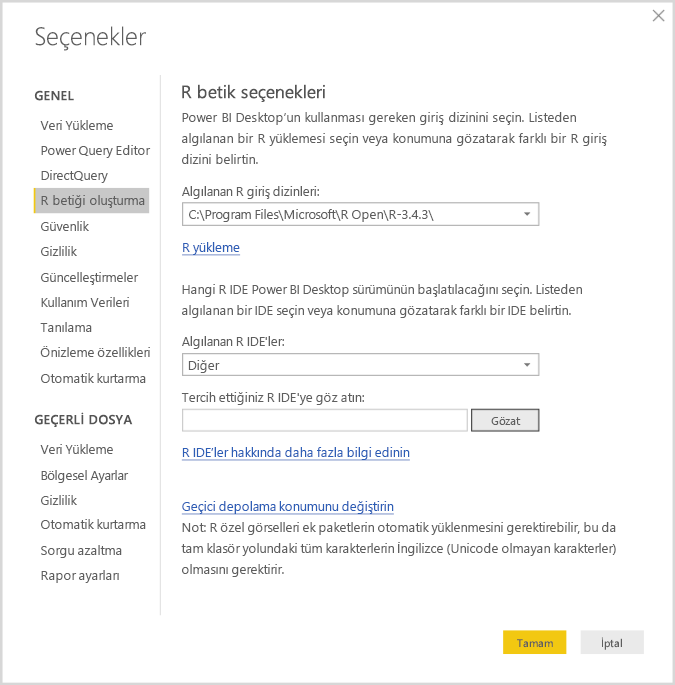 Seçenekler
GENEL
Veri Yükleme
Power Query Editor
DirectQuery
R betiği oluşturma
Güvenlik
Gizlilik
Güncelleştirmeler
Kullanım Verileri
Tanılama
Önizleme özellikleri
Otomatik kurtarma
GEÇERLİ DOSYA
Veri Yükleme
Bölgesel Ayarlar
Gizlilik
Otomatik kurtarma
Sorgu azaltma
Rapor ayarları
R betik seçenekleri
Power BI Desktop’un kullanması gereken giriş dizinini seçin. Listeden
algılanan bir R yüklemesi seçin veya konumuna gözatarak farklı bir R giriş
dizini belirtin.
Algılanan R giriş dizinleri:
C:\Program Files\Microsoft\R Open\R-3.4.3\
R yükleme
Hangi R IDE Power BI Desktop sürümünün başlatılacağını seçin. Listeden
algılanan bir IDE seçin veya konumuna gözatarak farklı bir IDE belirtin.
Algılanan R IDE'ler:
Diğer
Tercih ettiğiniz R IDE'ye göz atın:
Gözat
R IDE’ler hakkında daha fazla bilgi edinin
Geçici depolama konumunu değiştirin
Not: R özel görselleri ek paketlerin otomatik yüklenmesini gerektirebilir, bu da
tam klasör yolundaki tüm karakterlerin İngilizce (Unicode olmayan karakterler)
olmasını gerektirir.
Tamam
İptal